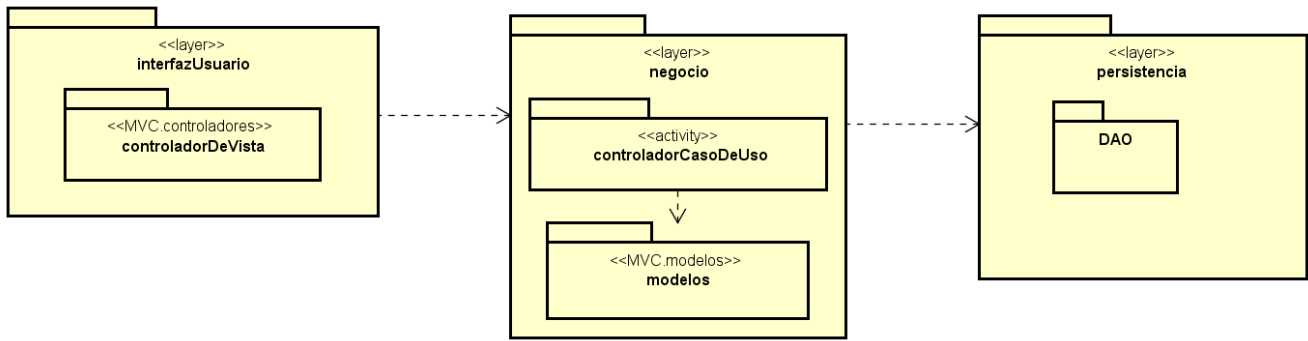 <<layer>>
interfazUsuario
<<MVC.controladores>>
controladorDeVista
<<layer>>
negocio
<<activity>>
controladorCasoDeUso
<<MVC.modelos>>
modelos
<<layer>>
persistencia
DAO